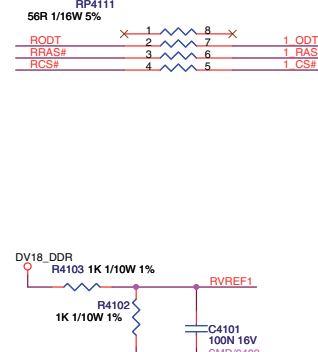 RP4111
56R 1/16W 5%
1 8
RODT 2 7 1_ODT
RRAS# 3 6 1_RAS
RCS# 4 5 1_CS#
DV18_DDR
R4103 1K 1/10W 1%
RVREF1
R4102
1K 1/10W 1%
C4101
100N 16V